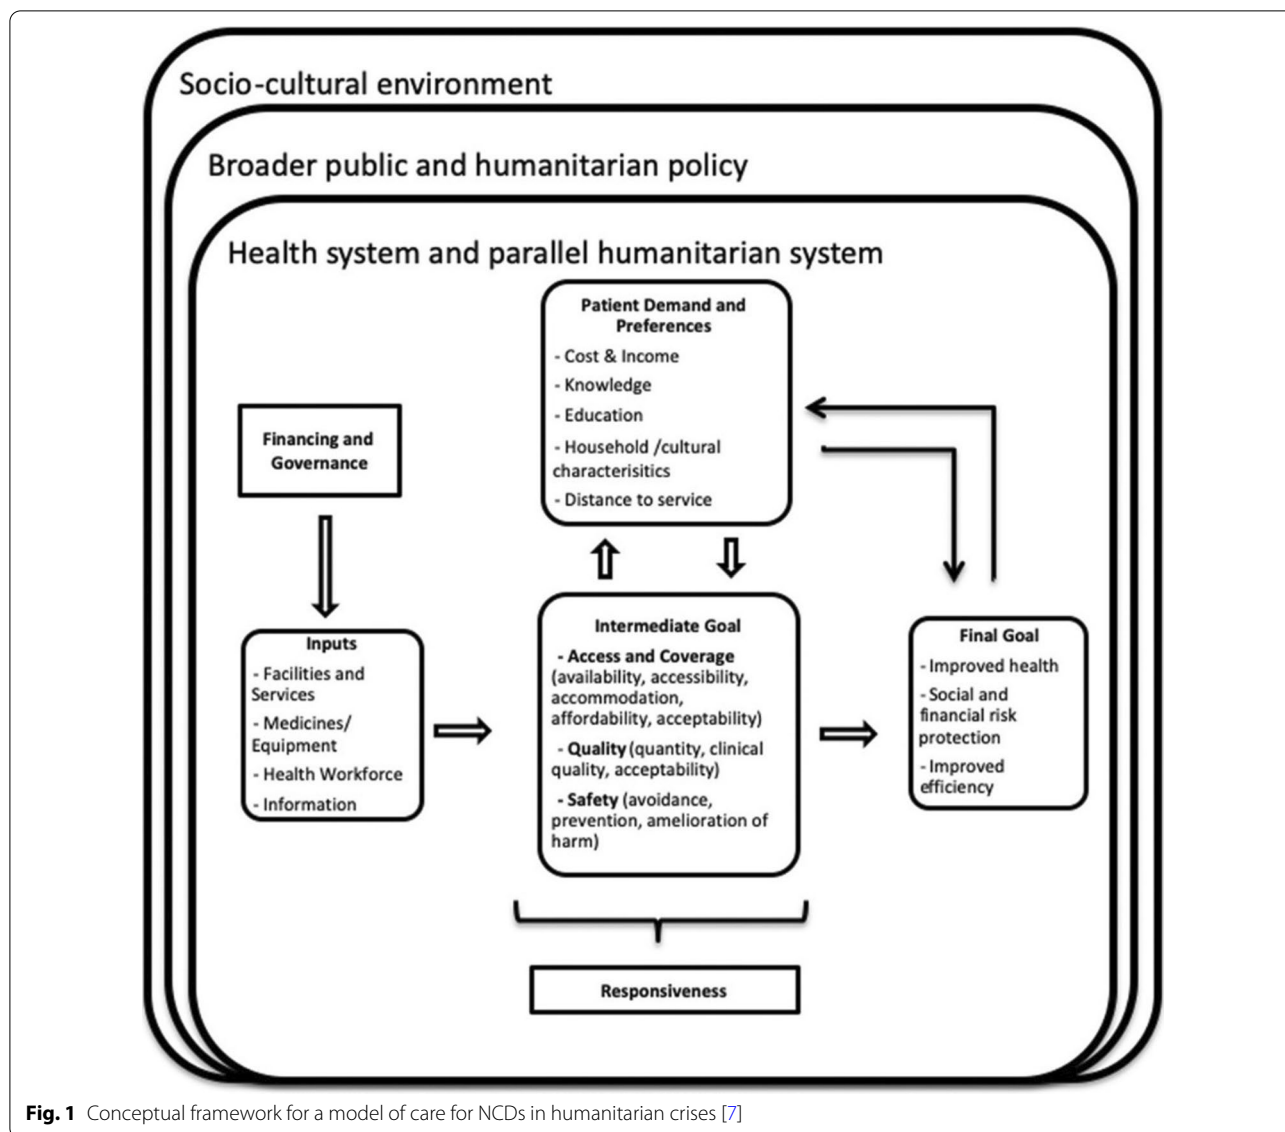 Socio-cultural environment
Broader public and humanitarian policy
Health system and parallel humanitarian system
Patient Demand and
Preferences
- Cost & Income
- Knowledge
- Education
- Household /cultural
characterisitics
- Distance to service
Financing and
Governance
Inputs
- Facilities and
Services
- Medicines/
Equipment
- Health Workforce
- Information
Intermediate Goal
- Access and Coverage
(availability, accessibility,
accommodation,
affordability, acceptability)
- Quality (quantity, clinical
quality, acceptability)
- Safety (avoidance,
prevention, amelioration of
harm)
Final Goal
- Improved health
- Social and
financial risk
protection
- Improved
efficiency
Responsiveness
Fig. 1 Conceptual framework for a model of care for NCDs in humanitarian crises [7]